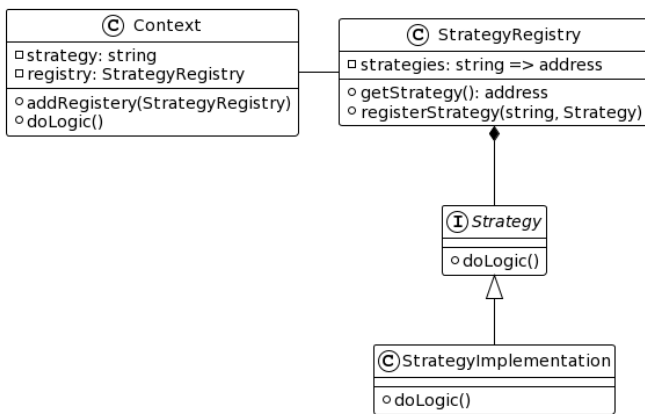 C Context
strategy: string
registry: StrategyRegistry
addRegistery(StrategyRegistry)
doLogic()
C StrategyRegistry
strategies: string => address
getStrategy(): address
registerStrategy(string, Strategy)
I Strategy
doLogic()
C StrategyImplementation
doLogic()